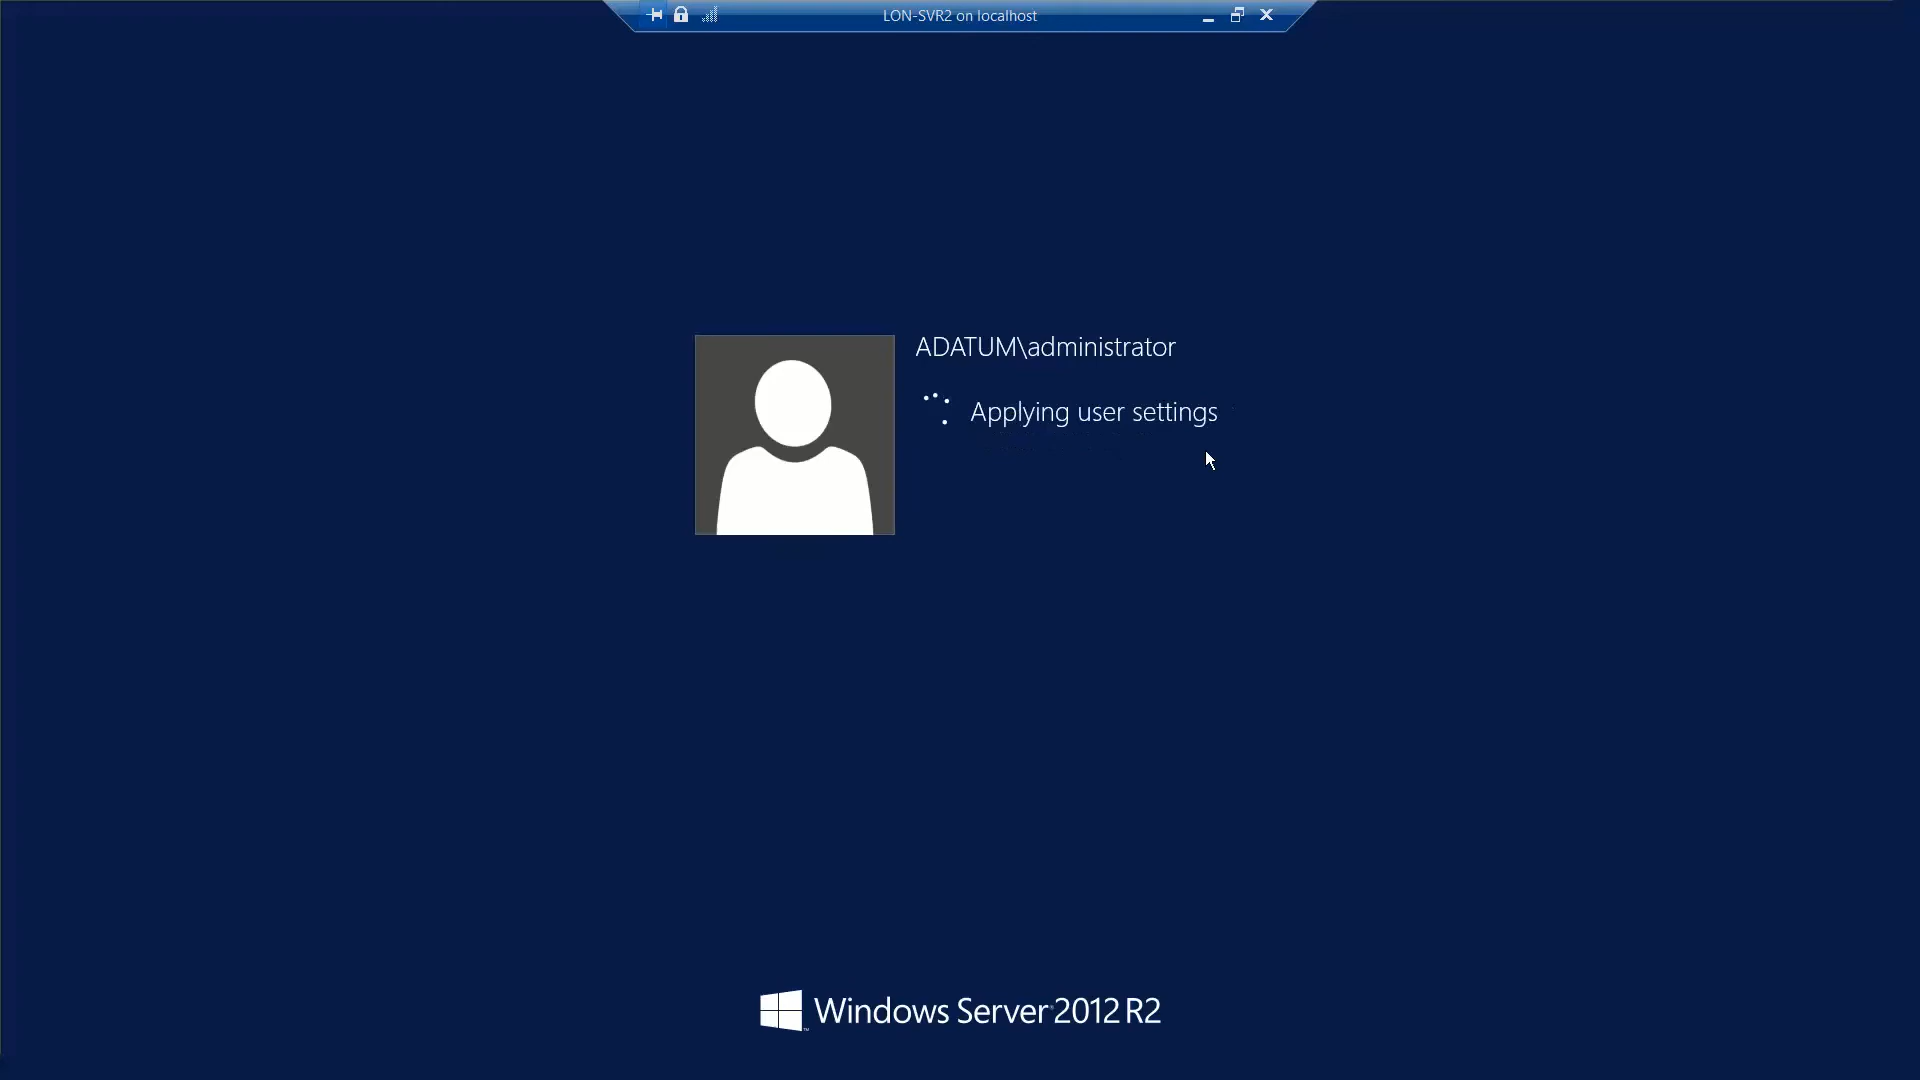 LON-SVR2 on localhost
ADATUM\administrator
Applying user settings
Windows Server 2012 R2